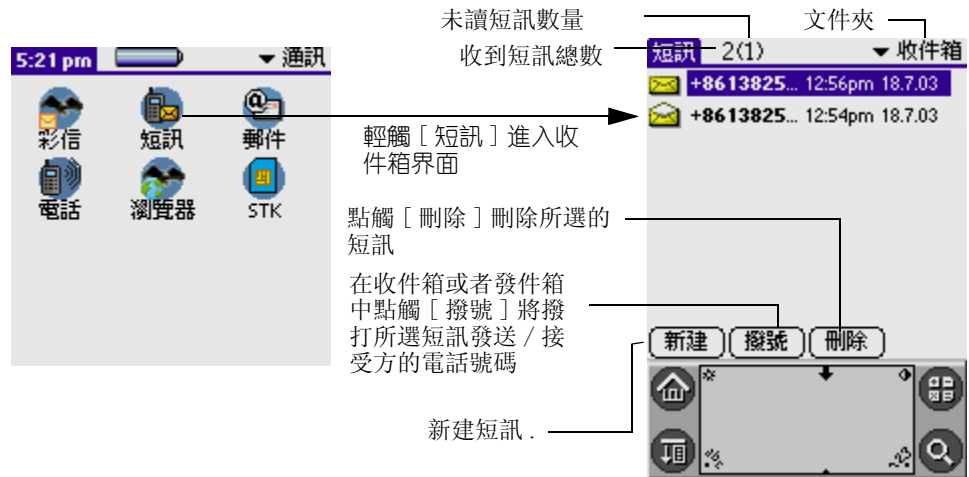 未讀短訊數量
文件夾
收到短訊總數
5:21 pm
通訊
彩信
短訊
郵件
電話
瀏覽器
STK
輕觸 [ 短訊 ] 進入收
件箱界面
點觸 [ 刪除 ] 刪除所選的
短訊
在收件箱或者發件箱
中點觸 [ 撥號 ] 將撥
打所選短訊發送 / 接
受方的電話號碼
新建短訊 .
短訊 2(1) 收件箱
+8613825... 12:56pm 18.7.03
+8613825... 12:54pm 18.7.03
新建 撥號 刪除